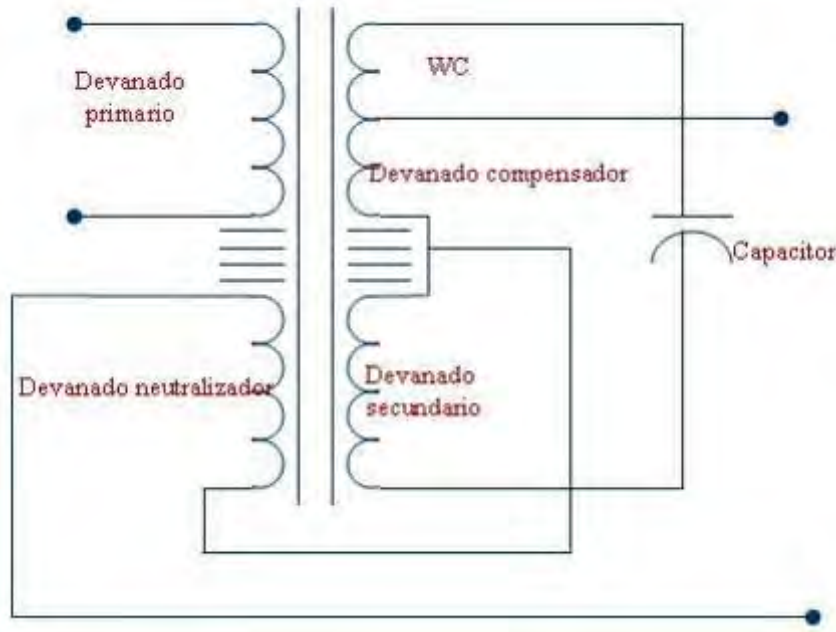 Devanado
primario
WC
Devanado compensador
Capacitor
Devanado neutralizador
Devanado
secundario